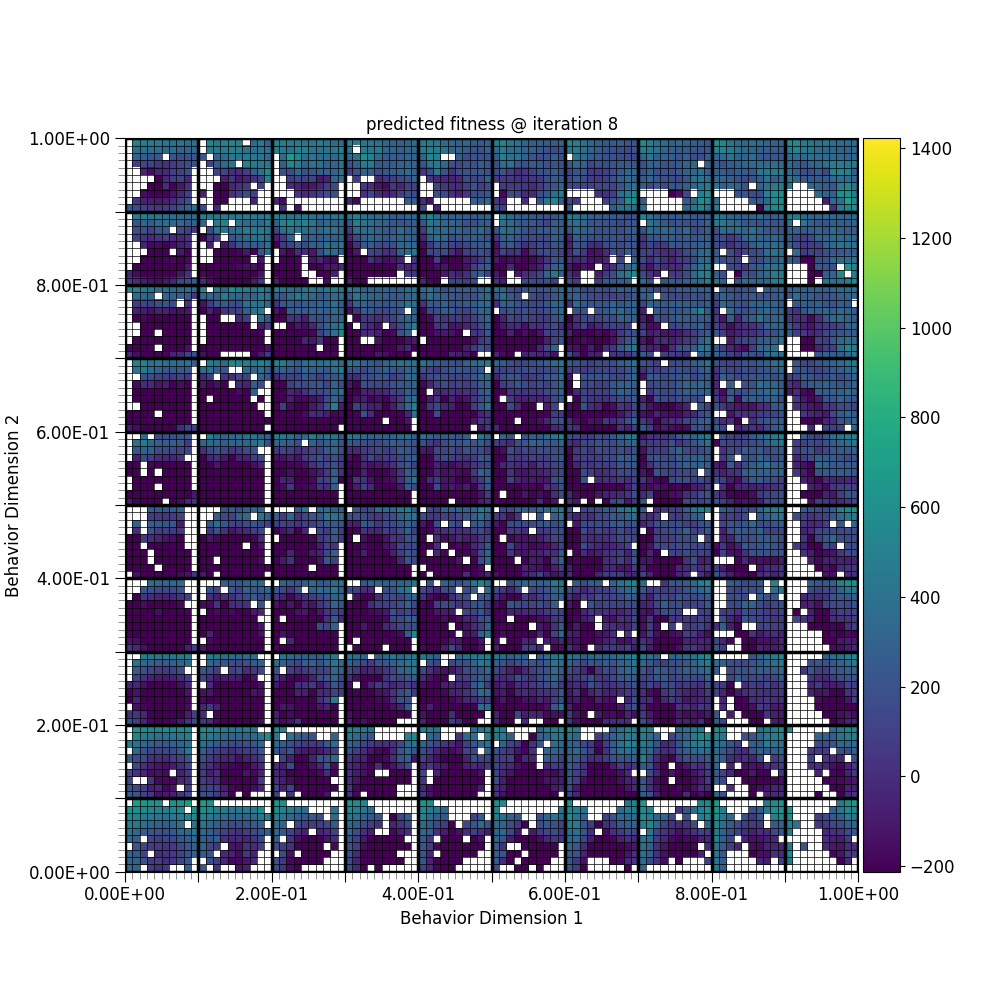 predicted fitness @ iteration 8
1.00E+00
8.00E-01
6.00E-01
4.00E-01
2.00E-01
0.00E+00
Behavior Dimension 2
0.00E+00 2.00E-01 4.00E-01 6.00E-01 8.00E-01 1.00E+00
Behavior Dimension 1
1400
1200
1000
800
600
400
200
0
−200